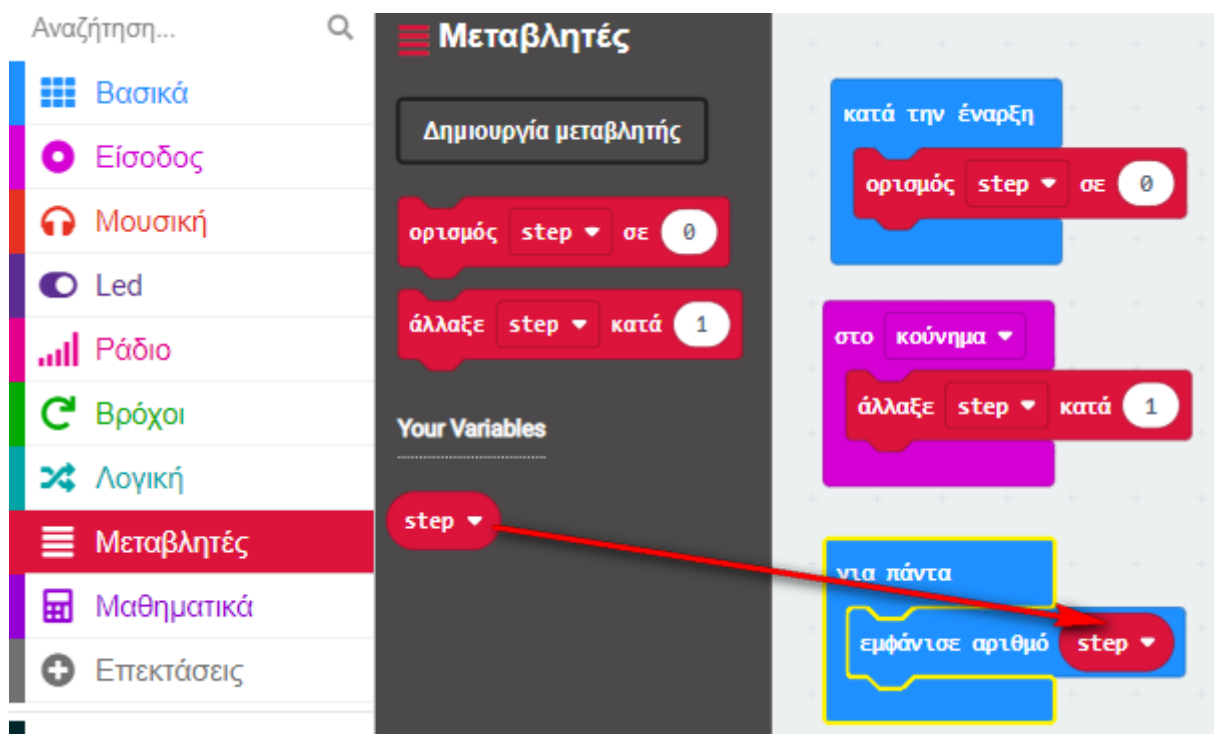 Αναζήτηση...
Βασικά
Είσοδος
Μουσική
Led
Ράδιο
Βρόχοι
Λογική
Μεταβλητές
Μαθηματικά
Επεκτάσεις
Μεταβλητές
Δημιουργία μεταβλητής
ορισμός step σε 0
άλλαξε step κατά 1
Your Variables
step
κατά την έναρξη
ορισμός step σε 0
στο κούνημα
άλλαξε step κατά 1
για πάντα
εμφάνισε αριθμό step